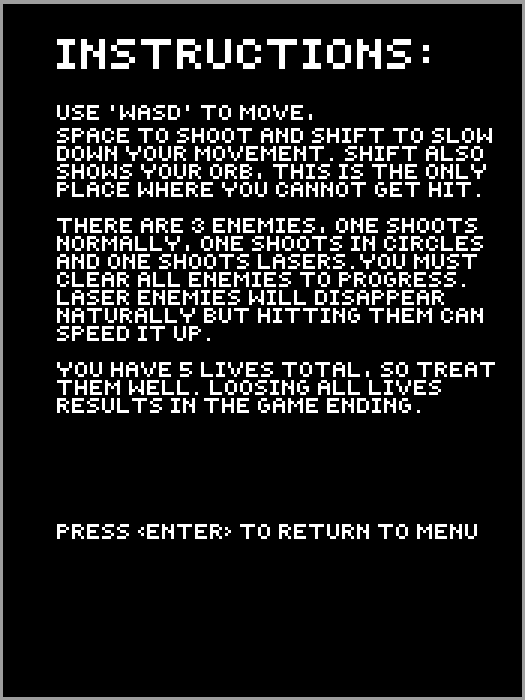 INSTRUCTIONS:
USE 'WASD' TO MOVE.
SPACE TO SHOOT AND SHIFT TO SLOW
DOWN YOUR MOVEMENT. SHIFT ALSO
SHOWS YOUR ORB, THIS IS THE ONLY
PLACE WHERE YOU CANNOT GET HIT.
THERE ARE 3 ENEMIES, ONE SHOOTS
NORMALLY, ONE SHOOTS IN CIRCLES
AND ONE SHOOTS LASERS.YOU MUST
CLEAR ALL ENEMIES TO PROGRESS.
LASER ENEMIES WILL DISAPPEAR
NATURALLY BUT HITTING THEM CAN
SPEED IT UP.
YOU HAVE 5 LIVES TOTAL, SO TREAT
THEM WELL. LOOSING ALL LIVES
RESULTS IN THE GAME ENDING.
PRESS <ENTER> TO RETURN TO MENU